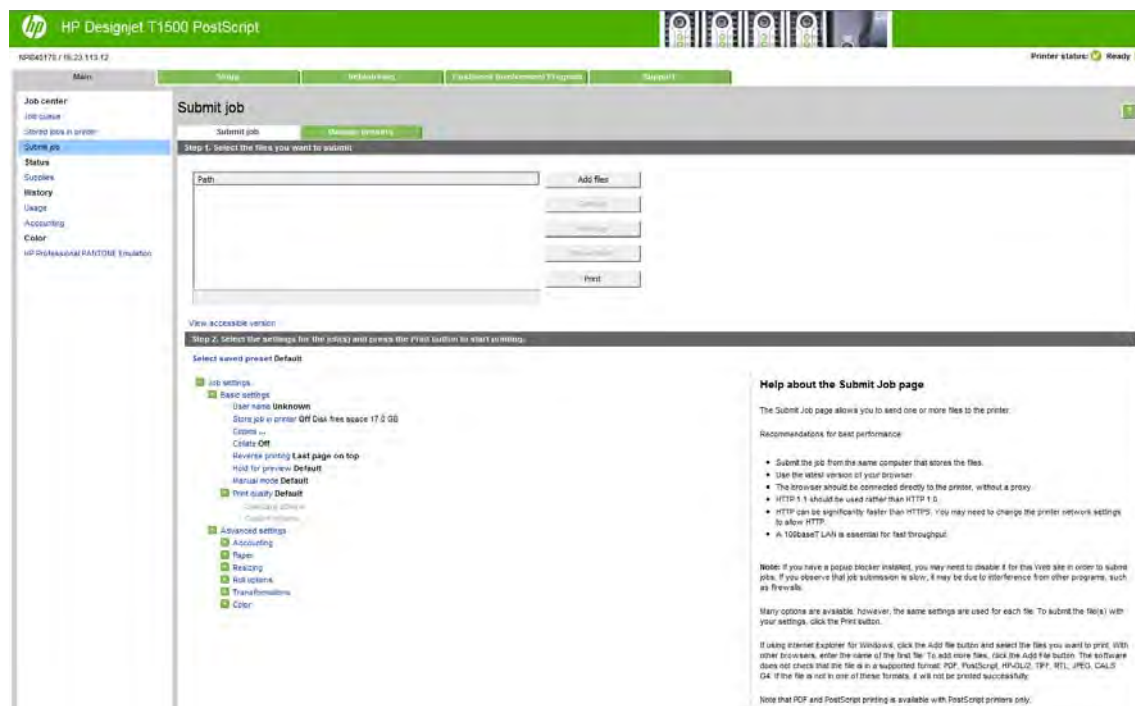 HP Designjet T1500 PostScript
Printer status: Ready
Main
Setup
Networking
Customer Involvement Program
Support
Job center
Job queue
Stored jobs in printer
Submit job
Status
Supplies
History
Usage
Accounting
Color
HP Professional PANTONE Emulation
Submit job
Submit job
Manage presets
Step 1. Select the files you want to submit
Path
Add files
Print
View accessible version
Step 2. Select the settings for the job(s) and press the Print button to start printing.
Select saved preset Default
Job settings
Basic settings
User name Unknown
Store job in printer Off Disk free space 17.0 GB
Copies ...
Collate Off
Reverse printing Last page on top
Hold for preview Default
Manual mode Default
Print quality Default
Advanced settings
Accounting
Paper
Resizing
Roll options
Transformations
Color
Help about the Submit Job page
The Submit Job page allows you to send one or more files to the printer.
Recommendations for best performance:
• Submit the job from the same computer that stores the files.
• Use the latest version of your browser.
• The browser should be connected directly to the printer, without a proxy.
• HTTP 1.1 should be used rather than HTTP 1.0.
• HTTP can be significantly faster than HTTPS. You may need to change the printer network settings
to allow HTTP.
• A 100baseT LAN is essential for fast throughput.
Note: If you have a popup blocker installed, you may need to disable it for this Web site in order to submit
jobs. If you observe that job submission is slow, it may be due to interference from other programs, such
as firewalls.
Many options are available, however, the same settings are used for each file. To submit the file(s) with
your settings, click the Print button.
If using Internet Explorer for Windows, click the Add file button and select the files you want to print. With
other browsers, enter the name of the first file. To add more files, click the Add File button. The software
does not check that the file is in a supported format: PDF, PostScript, HP-GL/2, TIFF, RTL, JPEG, CALS
G4. If the file is not in one of these formats, it will not be printed successfully.
Note that PDF and PostScript printing is available with PostScript printers only.